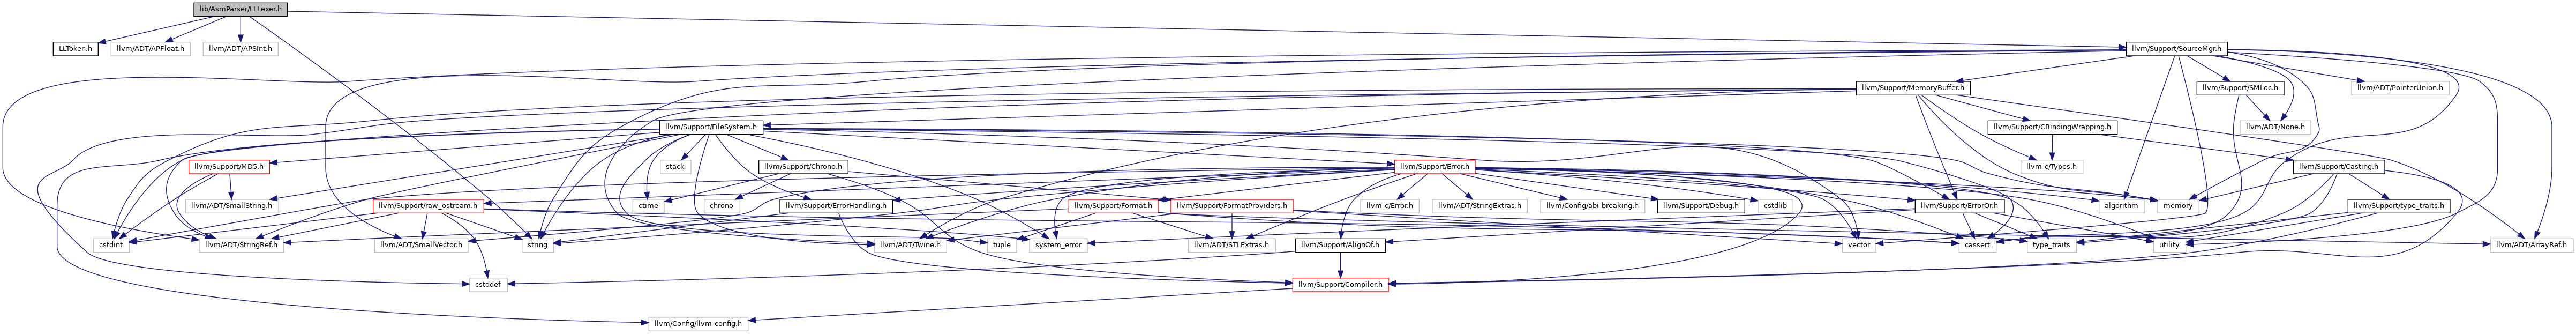 lib/AsmParser/LLLexer.h
LLToken.h
llvm/ADT/APFloat.h
llvm/ADT/APSInt.h
llvm/Support/SourceMgr.h
llvm/Support/MemoryBuffer.h
llvm/Support/SMLoc.h
llvm/ADT/PointerUnion.h
llvm/Support/FileSystem.h
llvm/Support/CBindingWrapping.h
llvm/ADT/None.h
llvm/Support/MD5.h
stack
llvm/Support/Chrono.h
llvm/Support/Error.h
llvm-c/Types.h
llvm/Support/Casting.h
llvm/ADT/SmallString.h
llvm/Support/raw_ostream.h
ctime
chrono
llvm/Support/ErrorHandling.h
llvm/Support/Format.h
llvm/Support/FormatProviders.h
llvm-c/Error.h
llvm/ADT/StringExtras.h
llvm/Config/abi-breaking.h
llvm/Support/Debug.h
cstdlib
llvm/Support/ErrorOr.h
algorithm
memory
llvm/Support/type_traits.h
cstdint
llvm/ADT/StringRef.h
llvm/ADT/SmallVector.h
string
llvm/ADT/Twine.h
tuple
system_error
llvm/ADT/STLExtras.h
llvm/Support/AlignOf.h
vector
cassert
type_traits
utility
llvm/ADT/ArrayRef.h
cstddef
llvm/Support/Compiler.h
llvm/Config/llvm-config.h